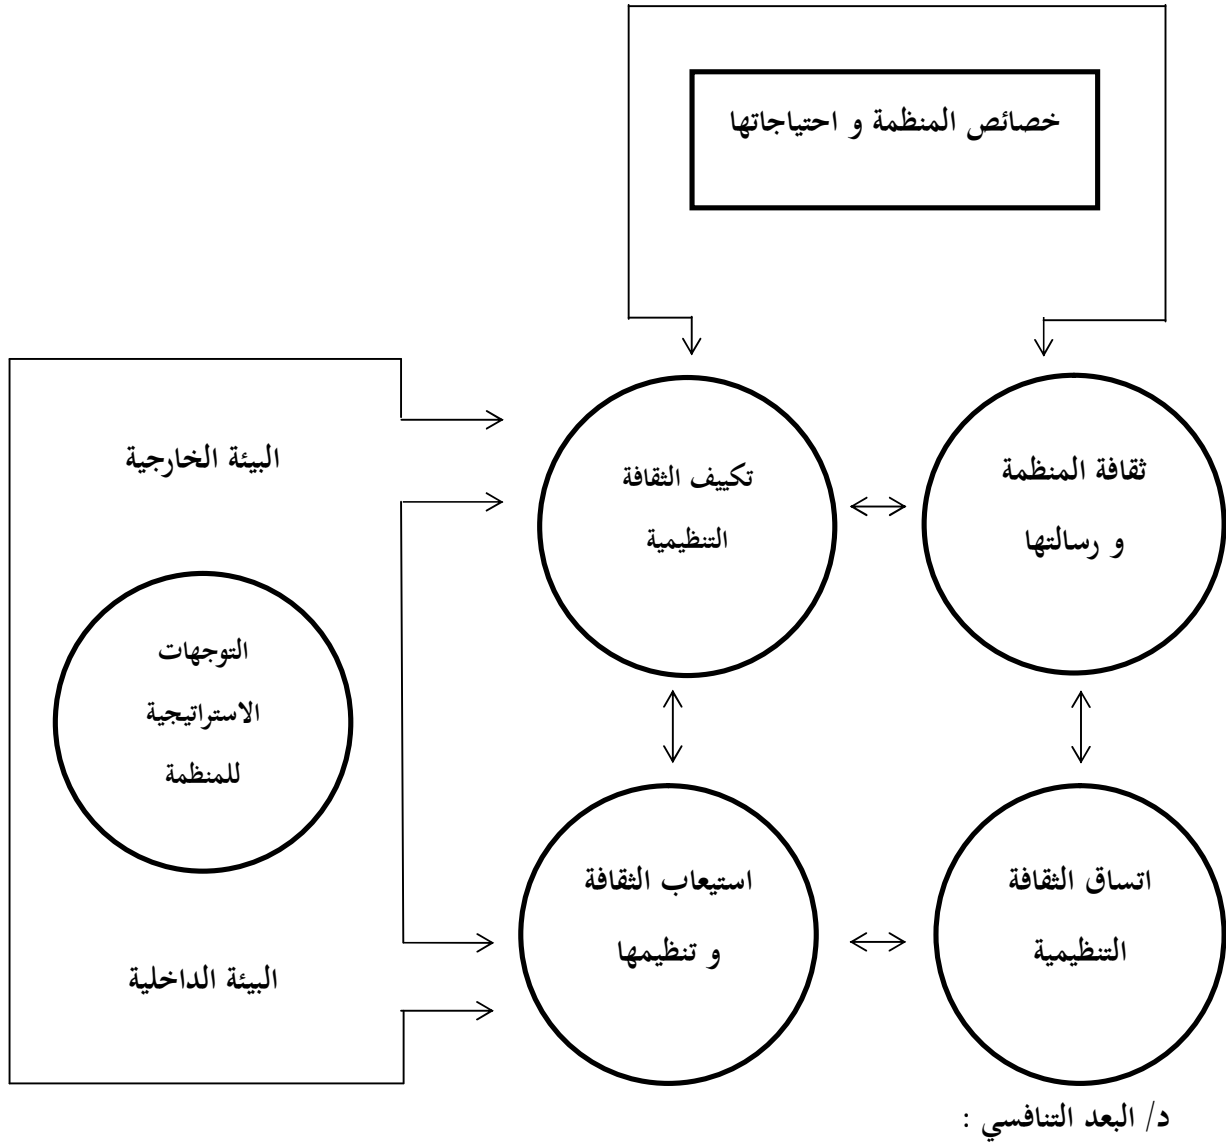 خصائص المنظمة و احتياجاتها
ثقافة المنظمة
و رسالتها
تكييف الثقافة
التنظيمية
البيئة الخارجية
التوجهات
الاستراتيجية
للمنظمة
اتساق الثقافة
التنظيمية
استيعاب الثقافة
و تنظيمها
البيئة الداخلية
د/ البعد التنافسي :